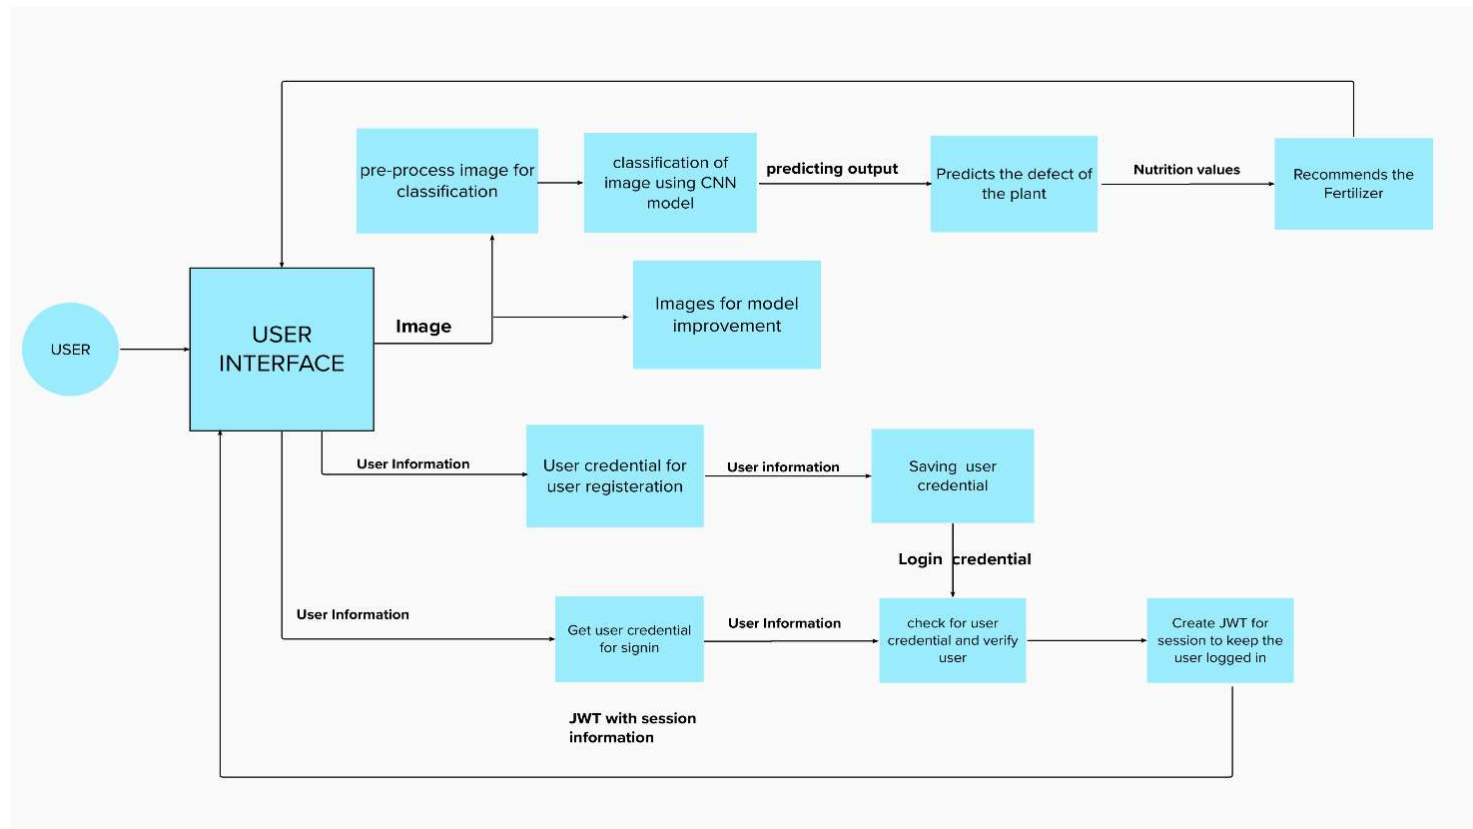 pre-process image for
classification
classification of
image using CNN
model
predicting output
Predicts the defect of
the plant
Nutrition values
Recommends the
Fertilizer
USER
USER
INTERFACE
Image
Images for model
improvement
User Information
User credential for
user registeration
User information
Saving user
credential
Login credential
User Information
Get user credential
for signin
User Information
check for user
credential and verify
user
Create JWT for
session to keep the
user logged in
JWT with session
information